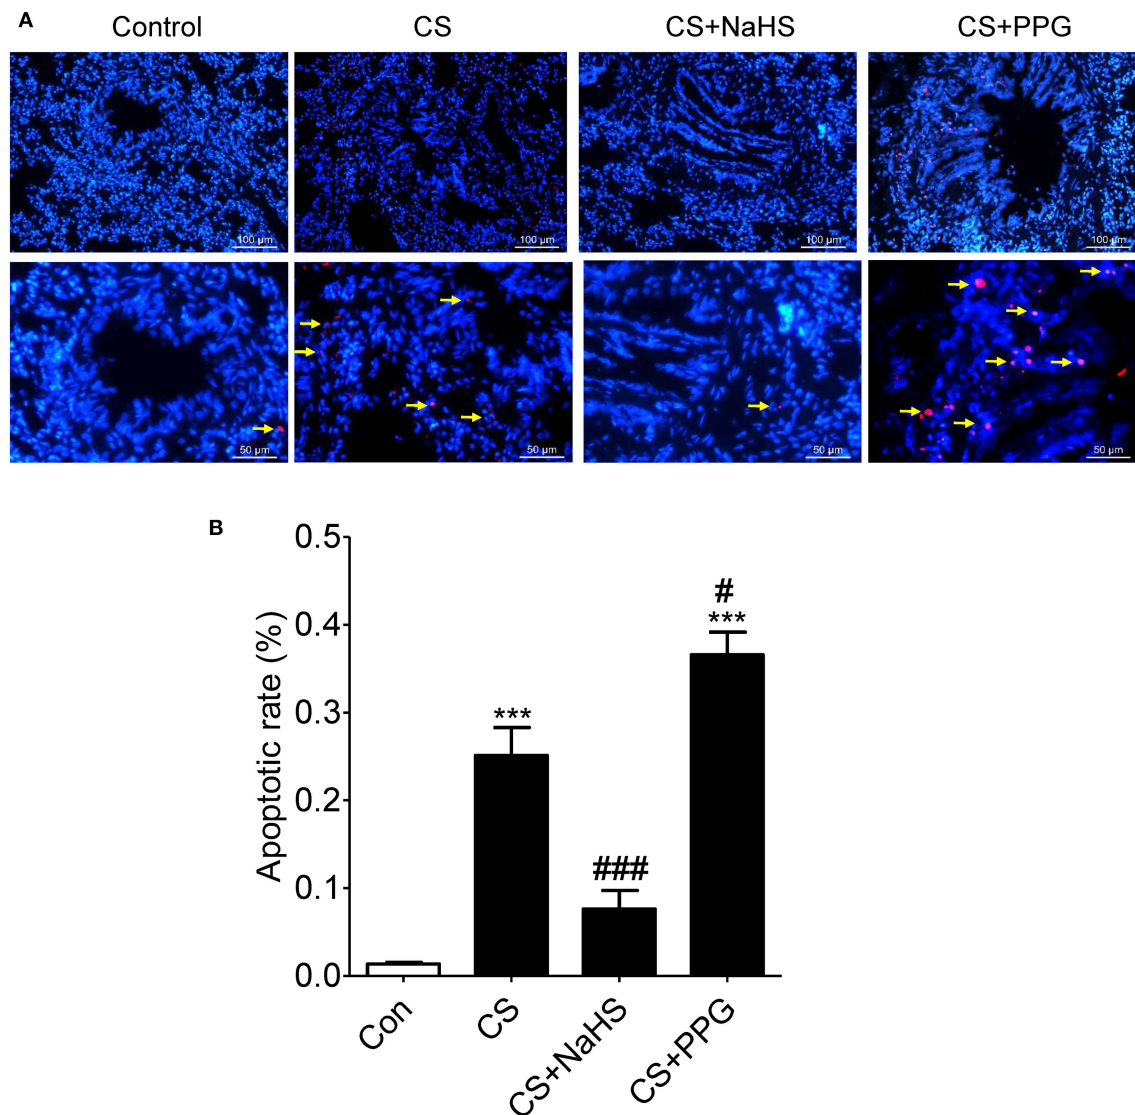 A
Control
CS
CS+NaHS
CS+PPG
100 µm
100 µm
100 µm
100 µm
50 µm
50 µm
50 µm
50 µm
B
Apoptotic rate (%)
0.5
0.4
0.3
0.2
0.1
0.0
***
###
#
***
Con
CS
CS+NaHS
CS+PPG